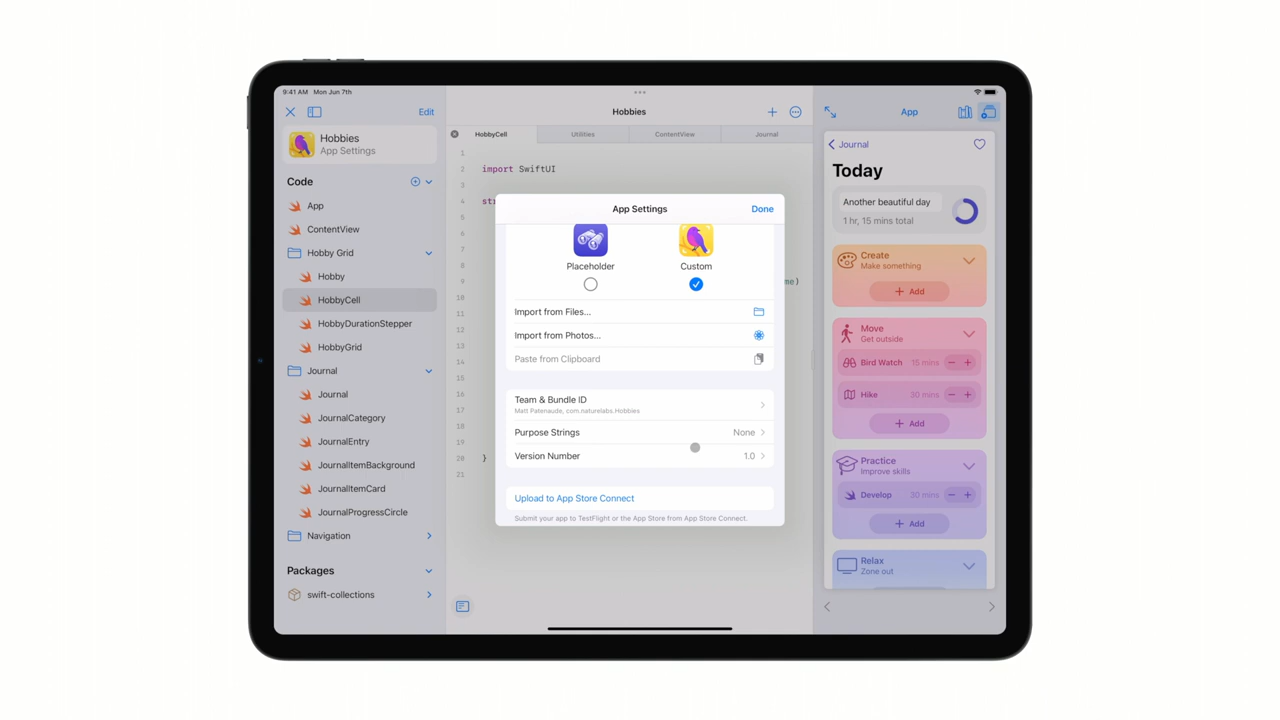 9:41 AM Mon Jun 7th
Edit
Hobbies
App Settings
Code
App
ContentView
Hobby Grid
Hobby
HobbyCell
HobbyDurationStepper
HobbyGrid
Journal
Journal
JournalCategory
JournalEntry
JournalItemBackground
JournalItemCard
JournalProgressCircle
Navigation
Packages
swift-collections
Hobbies
HobbyCell
Utilities
ContentView
Journal
1
2 import SwiftUI
3
4
5
6
7
8
9
10
11
12
13
14
15
16
17
18
19
20 }
21
App Settings
Done
Placeholder
Custom
Import from Files...
Import from Photos...
Paste from Clipboard
Team & Bundle ID
Matt Patenaude, com.naturelabs.Hobbies
Purpose Strings None
Version Number 1.0
Upload to App Store Connect
Submit your app to TestFlight or the App Store from App Store Connect.
App
Journal
Today
Another beautiful day
1 hr, 15 mins total
Create
Make something
+ Add
Move
Get outside
Bird Watch 15 mins
Hike 30 mins
+ Add
Practice
Improve skills
Develop 30 mins
+ Add
Relax
Zone out